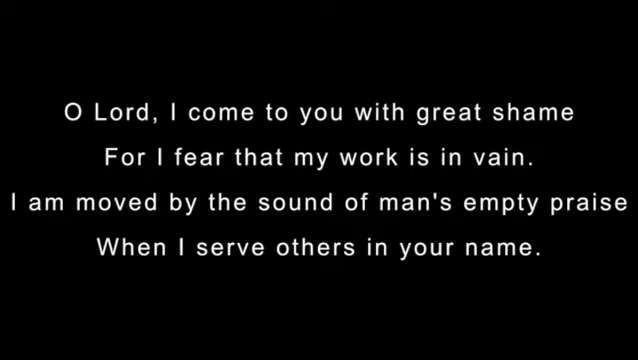 O Lord, I come to you with great shame
For I fear that my work is in vain.
I am moved by the sound of man's empty praise
When I serve others in your name.